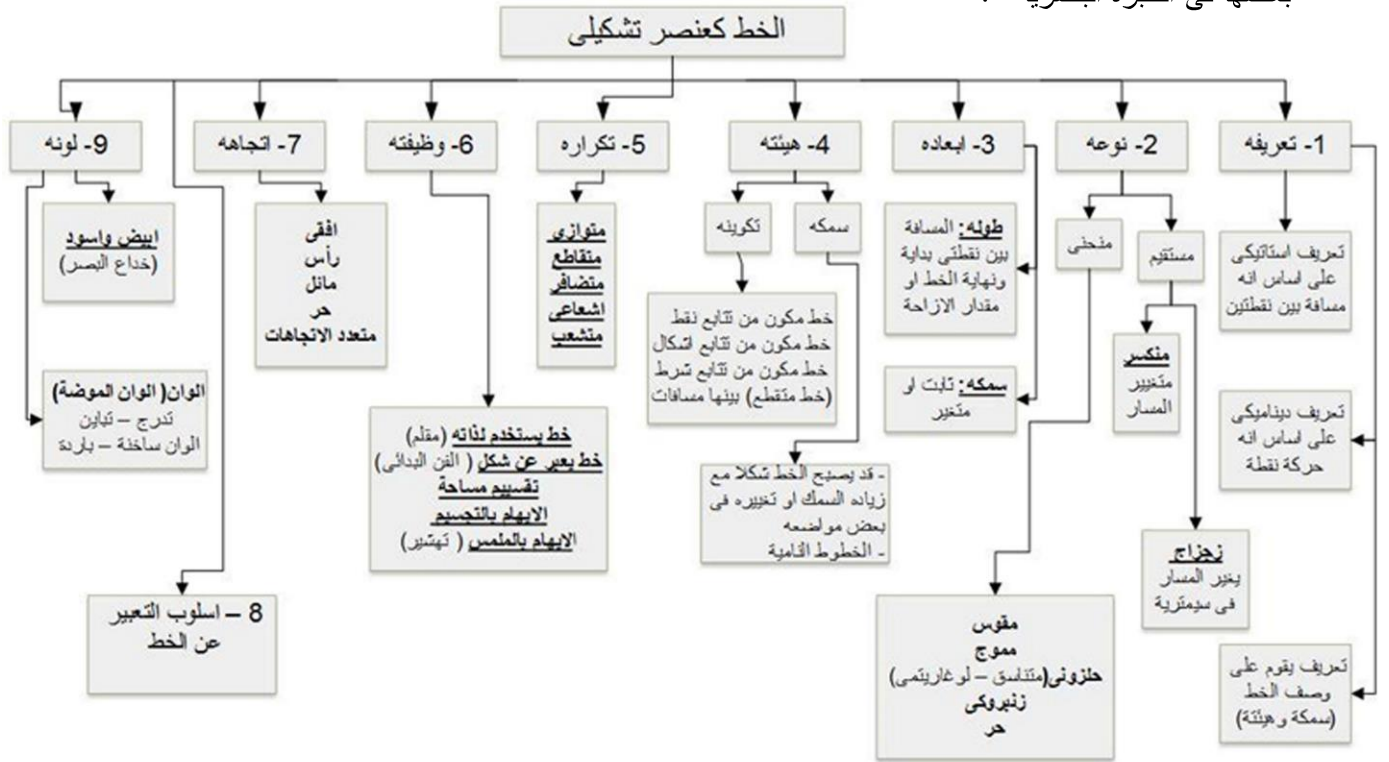 الخط كعنصر تشكيلى
1- تعريفه
2- نوعه
3- ابعاده
4- هيئته
5- تكراره
6- وظيفته
7- اتجاهه
9- لونه
تعريف استاتيكى
على اساس انه
مسافة بين نقطتين
تعريف ديناميكى
على اساس انه
حركة نقطة
تعريف يقوم على
وصف الخط
(سمكة وهيئتة)
مستقيم
منحنى
منكسر
متغيير
المسار
زجزاج
يغير المسار
فى سيمترية
مقوس
مموج
حلزونى(متناسق – لوغاريتمى)
زنبروكى
حر
طوله: المسافة
بين نقطتى بداية
ونهاية الخط او
مقدار الازاحة
سمكه: ثابت او
متغير
سمكه
تكوينه
خط مكون من تتابع نقط
خط مكون من تتابع اشكال
خط مكون من تتابع شرط
(خط متقطع) بينها مسافات
- قد يصبح الخط شكلا مع
زياده السمك او تغييره فى
بعض مواضعه
- الخطوط النامية
متوازى
متقاطع
متضافر
اشعاعى
متشعب
خط يستخدم لذاته (مقلم)
خط يعبر عن شكل ( الفن البدائى)
تقسيم مساحة
الايهام بالتجسيم
الايهام بالملمس ( تهشير)
افقى
رأس
مائل
حر
متعدد الاتجاهات
8 – اسلوب التعبير
عن الخط
ابيض واسود
(خداع البصر)
الوان( الوان الموضة)
تدرج – تباين
الوان ساخنة – باردة